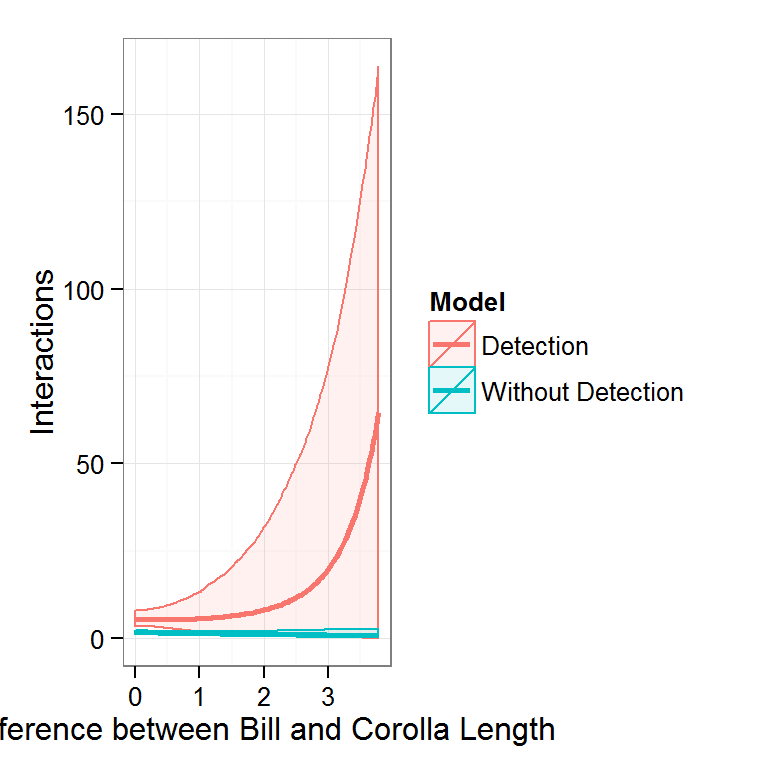 150
100
50
0
Interactions
0 1 2 3
ference between Bill and Corolla Length
Model
Detection
Without Detection